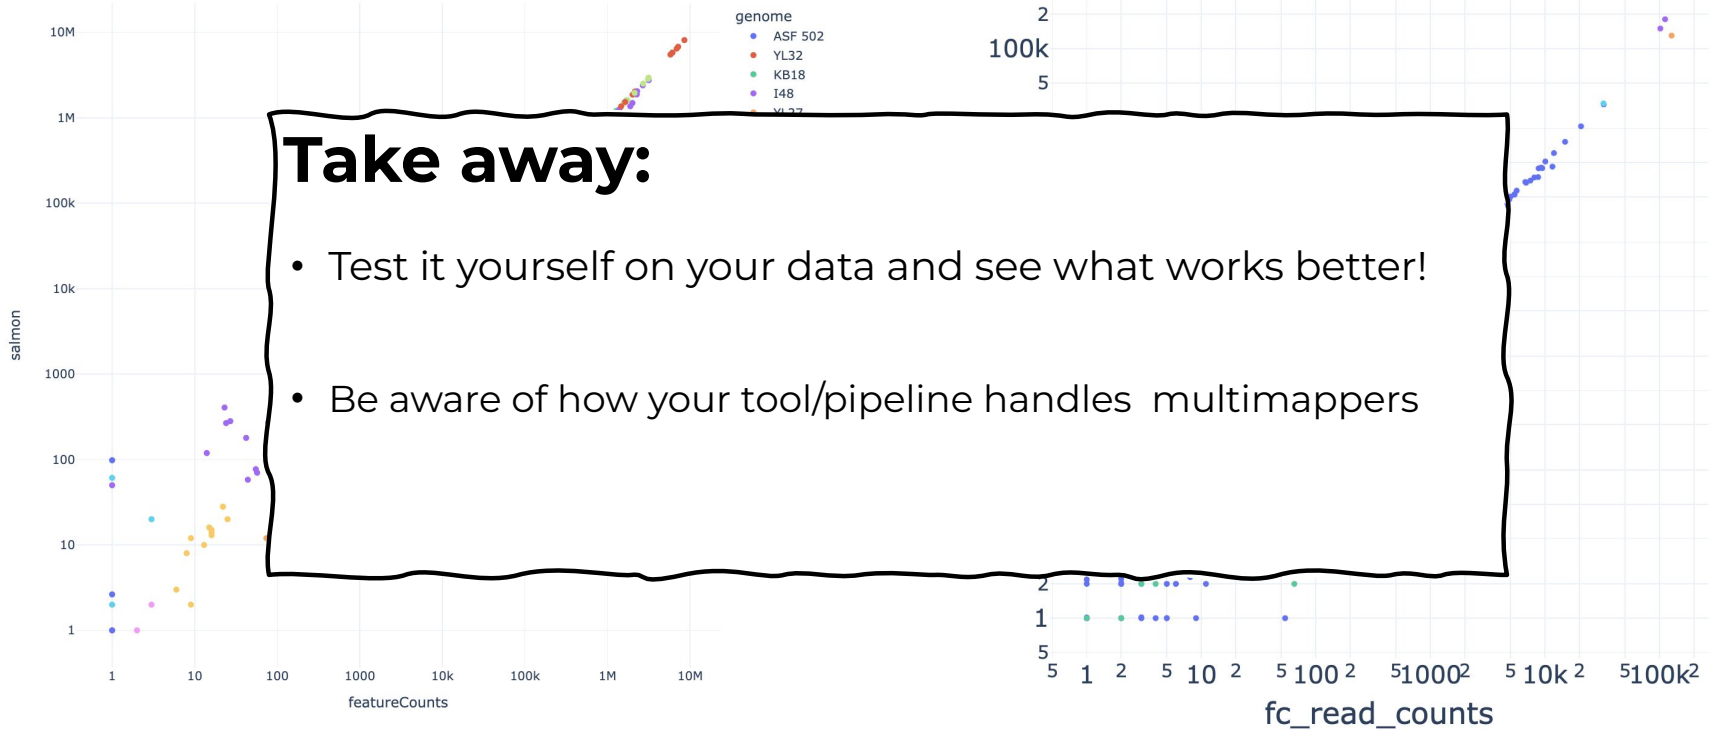 10M
1M
100k
10k
1000
100
10
1
salmon
1 10 100 1000 10k 100k 1M 10M
featureCounts
genome
ASF 502
YL32
KB18
I48
Take away:
• Test it yourself on your data and see what works better!
• Be aware of how your tool/pipeline handles multimappers
2
100k
5
2
1
5
5 1 2 5 10 2 5 100 2 5 1000 2 5 10k 2 5 100k 2
fc_read_counts